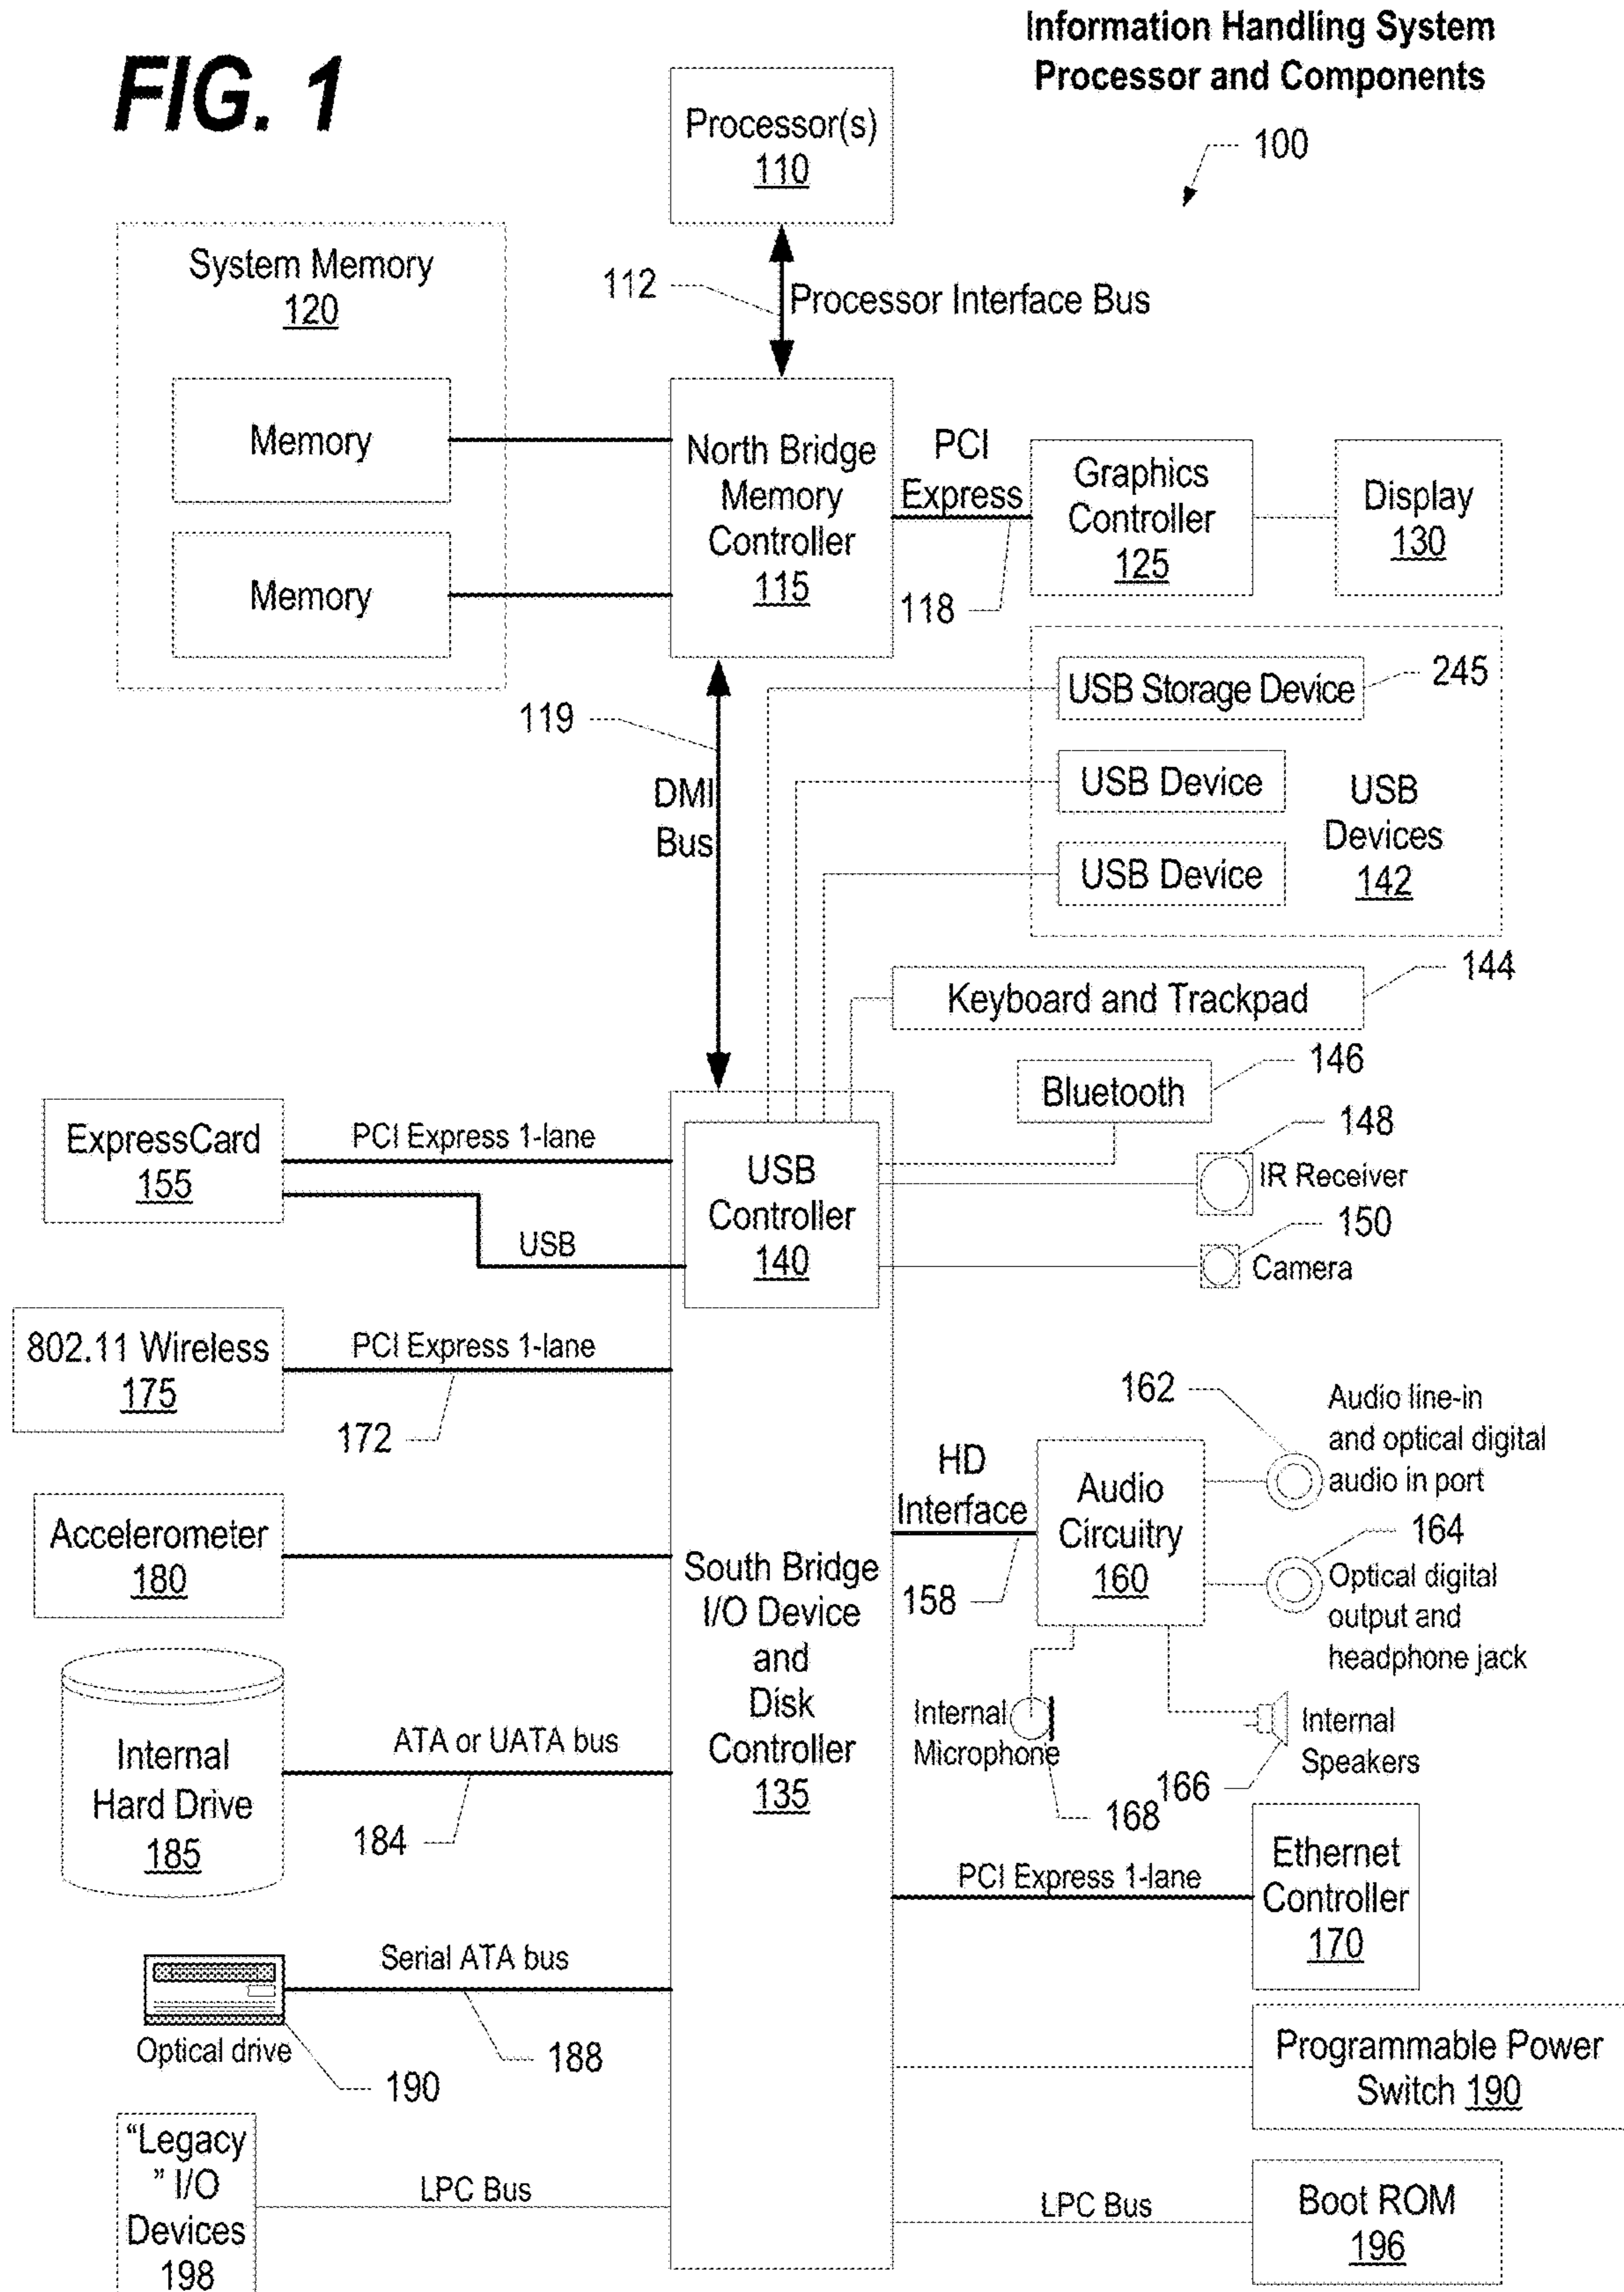 FIG. 1
Information Handling System
Processor and Components
100
Processor(s)
110
112
Processor Interface Bus
System Memory
120
Memory
Memory
North Bridge
Memory
Controller
115
PCI
Express
118
Graphics
Controller
125
Display
130
119
DMI
Bus
USB Storage Device
245
USB Device
USB Device
USB
Devices
142
Keyboard and Trackpad
144
Bluetooth
146
148
IR Receiver
150
Camera
ExpressCard
155
PCI Express 1-lane
USB
USB
Controller
140
802.11 Wireless
175
PCI Express 1-lane
172
Accelerometer
180
South Bridge
I/O Device
and
Disk
Controller
135
HD
Interface
158
Audio
Circuitry
160
162
Audio line-in
and optical digital
audio in port
164
Optical digital
output and
headphone jack
Internal
Microphone
168
166
Internal
Speakers
Internal
Hard Drive
185
ATA or UATA bus
184
PCI Express 1-lane
Ethernet
Controller
170
Serial ATA bus
188
Optical drive
190
Programmable Power
Switch 190
“Legacy
” I/O
Devices
198
LPC Bus
LPC Bus
Boot ROM
196